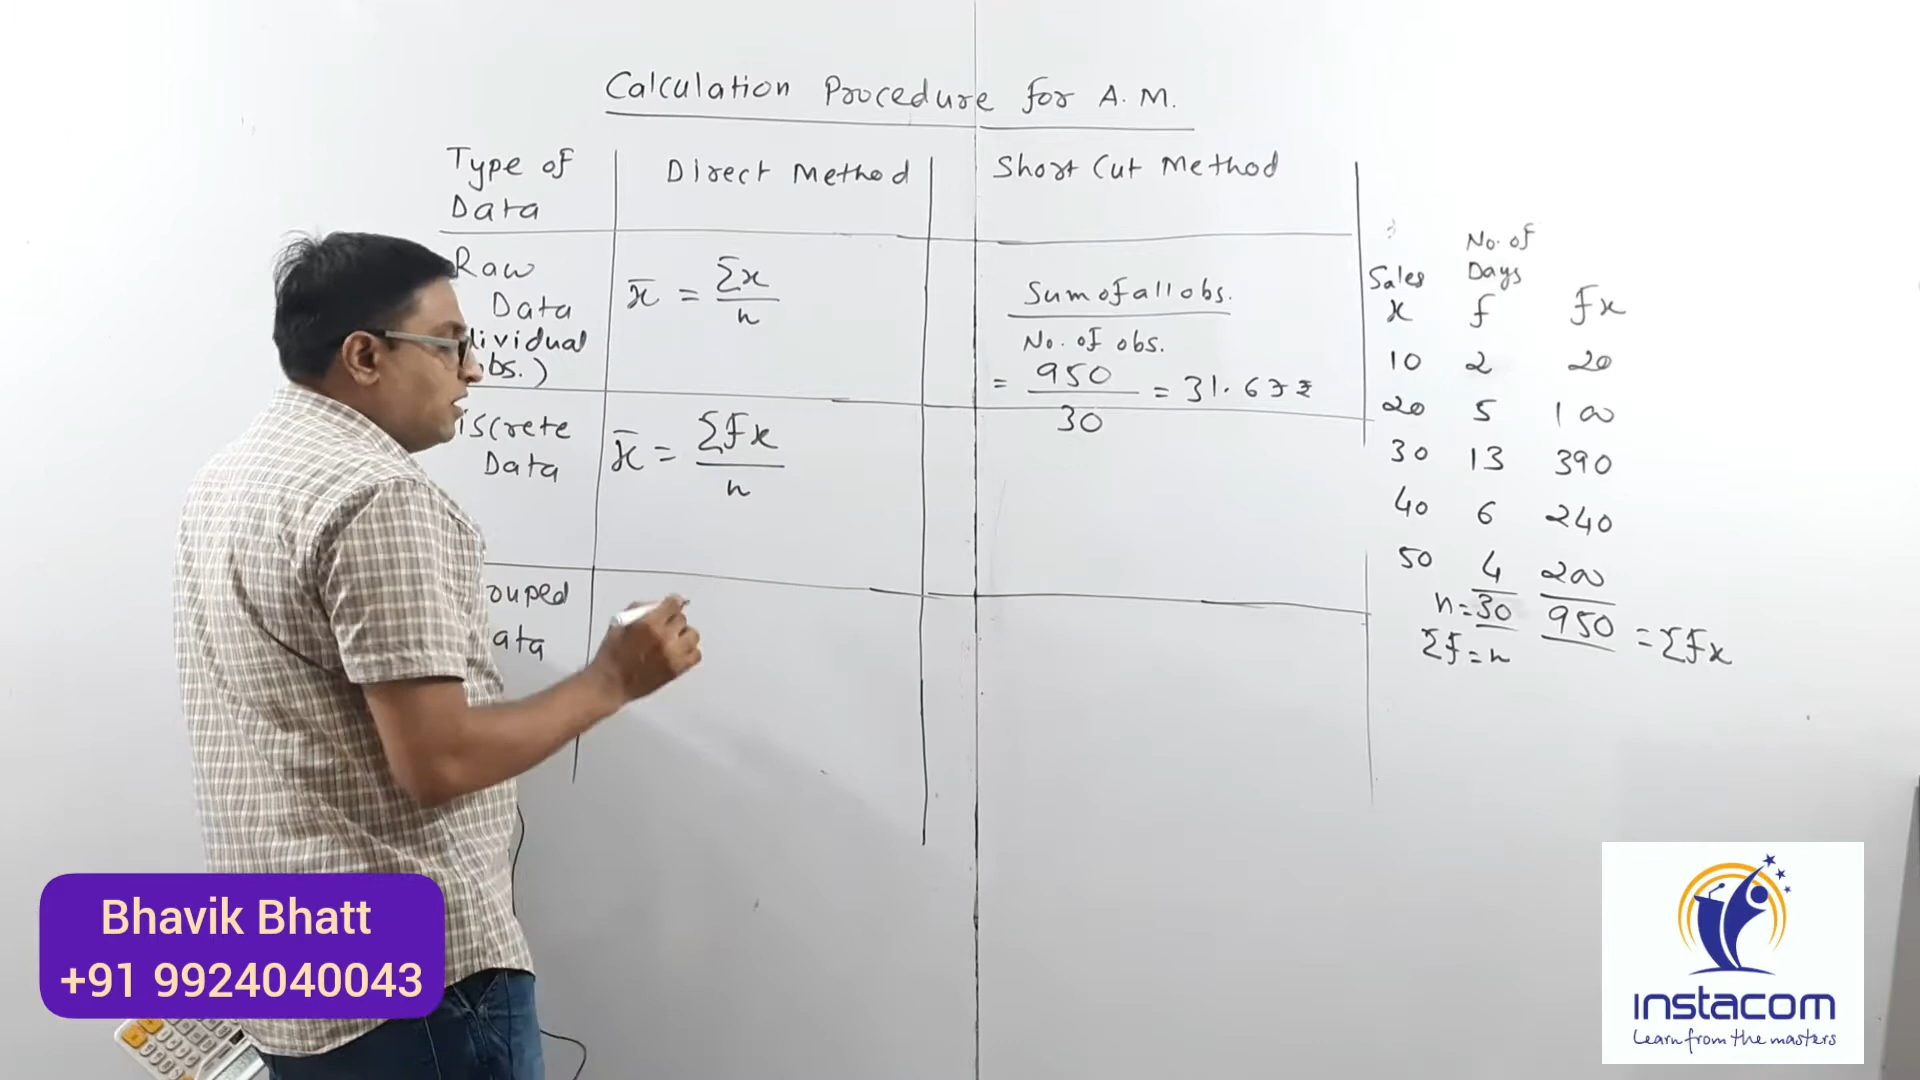 Calculation Procedure for A.M.
Type of Data
Direct Method
Short Cut Method
Raw Data
dividual
bs.)
x̄ = Σx / n
Sum of all obs.
No. of obs.
= 950 / 30 = 31.67 ₹
iscrete Data
x̄ = Σfx / n
ouped
ata
Sales x | No. of Days f | fx
10 2 20
20 5 100
30 13 390
40 6 240
50 4 200
n = 30 950 = Σfx
Σf = n
Bhavik Bhatt
+91 9924040043
instacom
Learn from the masters